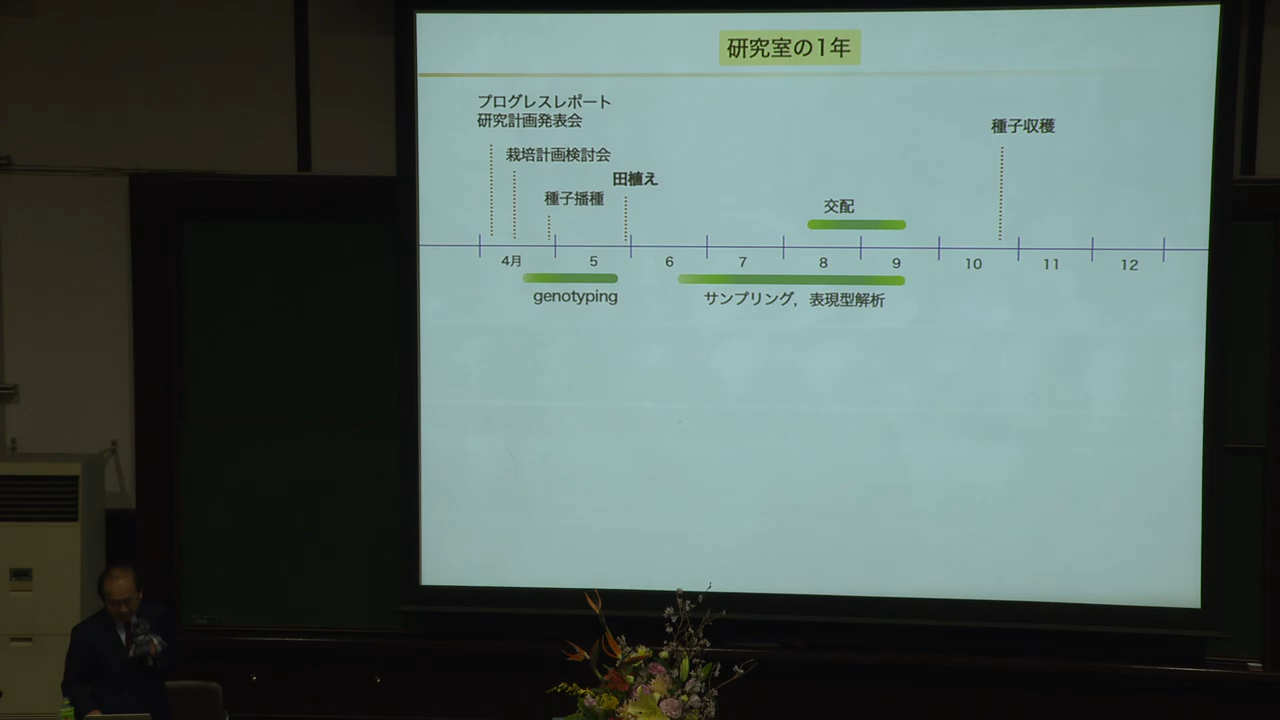 研究室の1年
プログレスレポート
研究計画発表会
栽培計画検討会
種子播種
田植え
交配
種子収穫
4月 5 6 7 8 9 10 11 12
genotyping
サンプリング，表現型解析